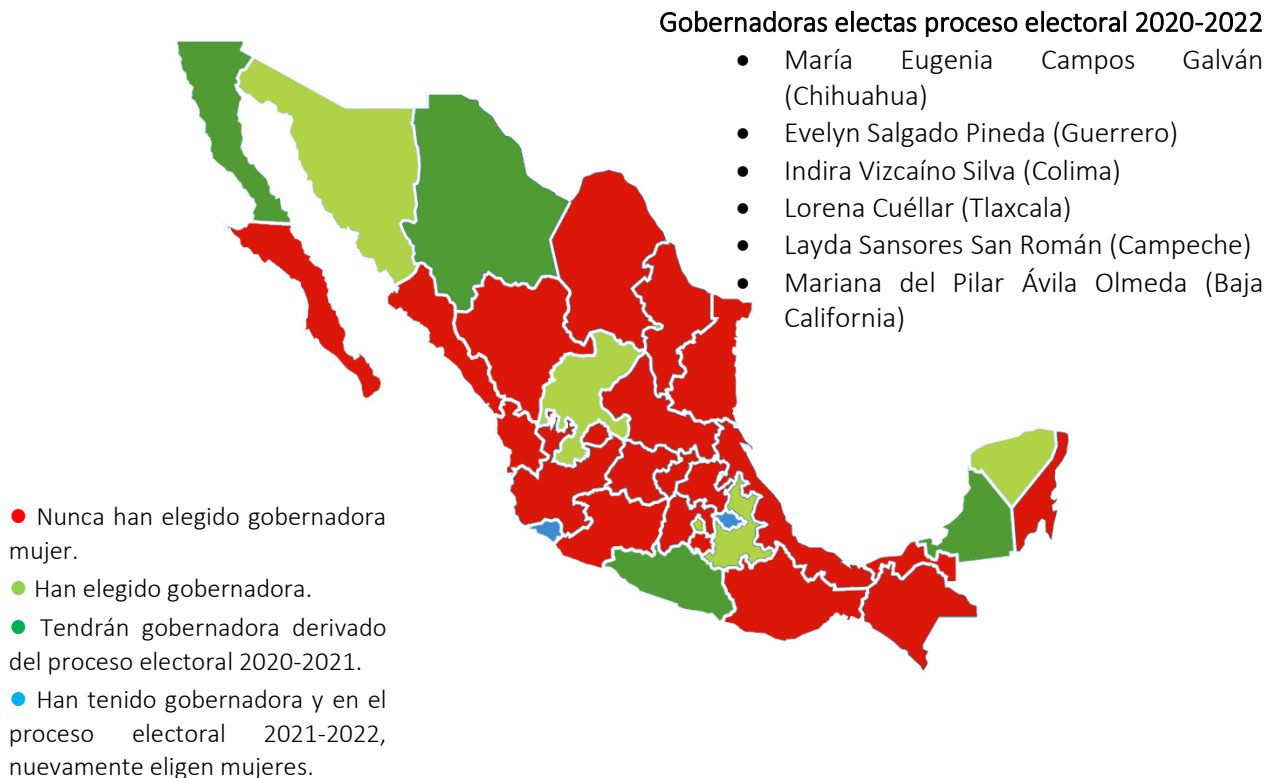 Gobernadoras electas proceso electoral 2020-2022
• María Eugenia Campos Galván
(Chihuahua)
• Evelyn Salgado Pineda (Guerrero)
• Indira Vizcaíno Silva (Colima)
• Lorena Cuéllar (Tlaxcala)
• Layda Sansores San Román (Campeche)
• Mariana del Pilar Ávila Olmeda (Baja
California)
• Nunca han elegido gobernadora
mujer.
• Han elegido gobernadora.
• Tendrán gobernadora derivado
del proceso electoral 2020-2021.
• Han tenido gobernadora y en el
proceso electoral 2021-2022,
nuevamente eligen mujeres.